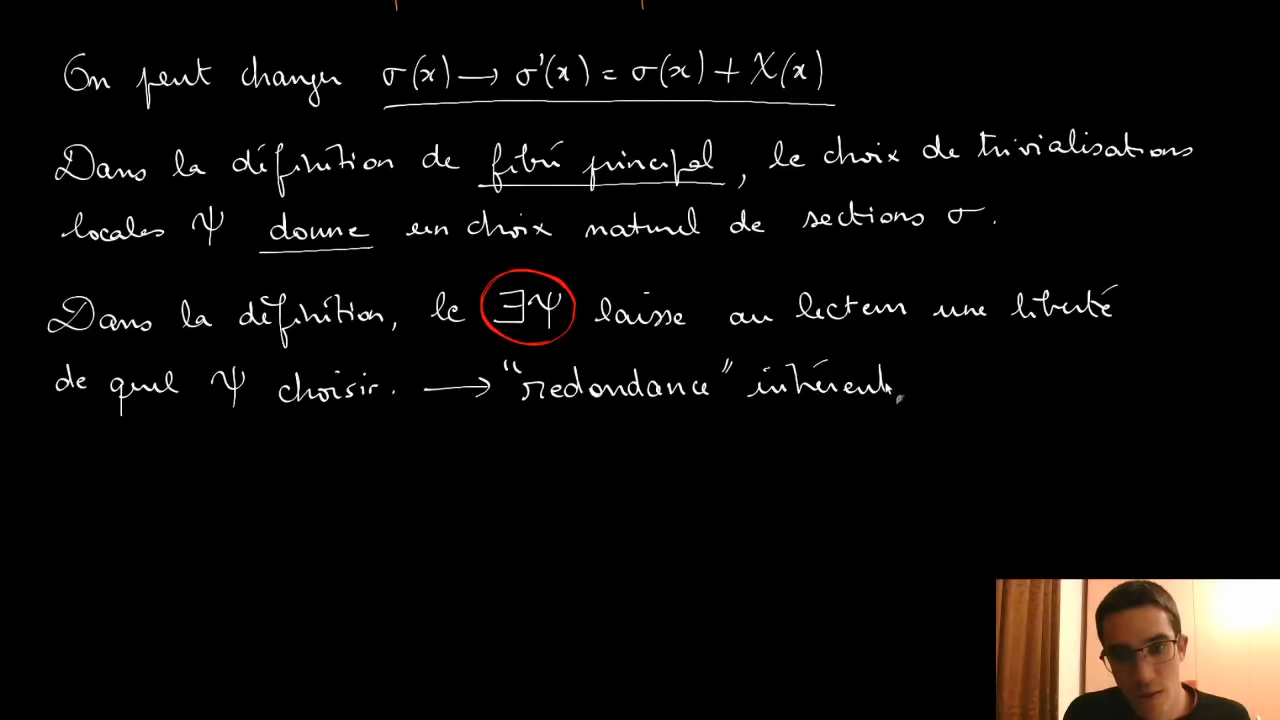 On peut changer σ(x) → σ'(x) = σ(x) + χ(x)
Dans la définition de fibré principal, le choix de trivialisations
locales Ψ donne un choix naturel de sections σ.
Dans la définition, le ∃Ψ laisse au lecteur une liberté
de quel Ψ choisir. → "redondance" inhérent